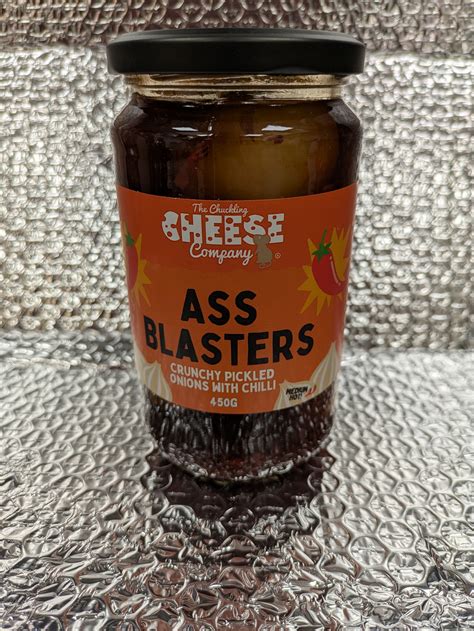 The Chuckling
CHEESE
Company
®
ASS
BLASTERS
CRUNCHY PICKLED
ONIONS WITH CHILLI
450G
MEDIUM
HOT!